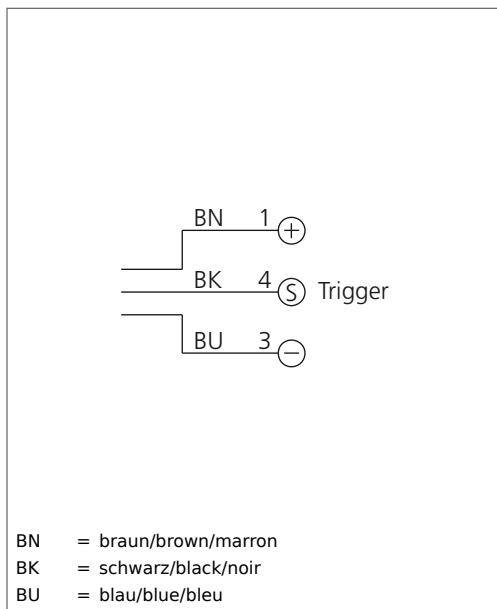 BN 1 +
BK 4 S Trigger
BU 3 −
BN = braun/brown/marron
BK = schwarz/black/noir
BU = blau/blue/bleu